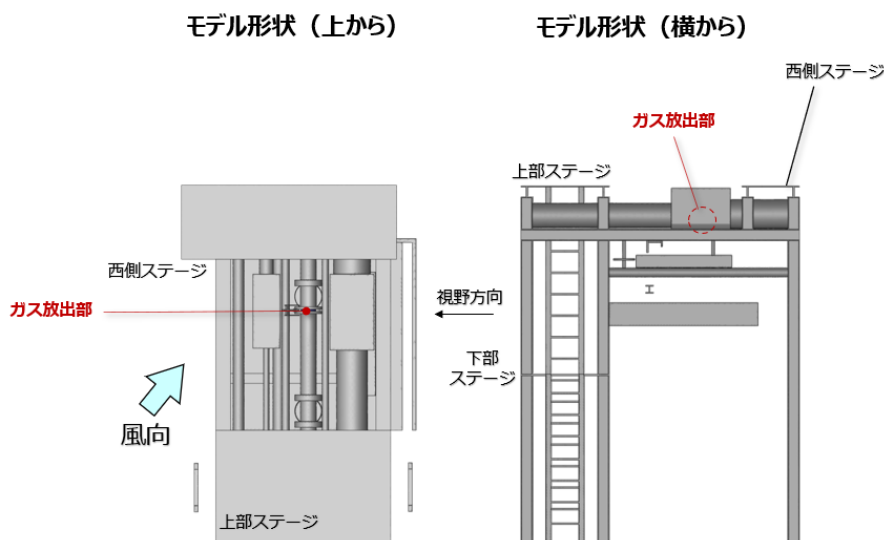 モデル形状（上から）
モデル形状（横から）
西側ステージ
ガス放出部
上部ステージ
西側ステージ
ガス放出部
視野方向
下部
ステージ
風向
上部ステージ